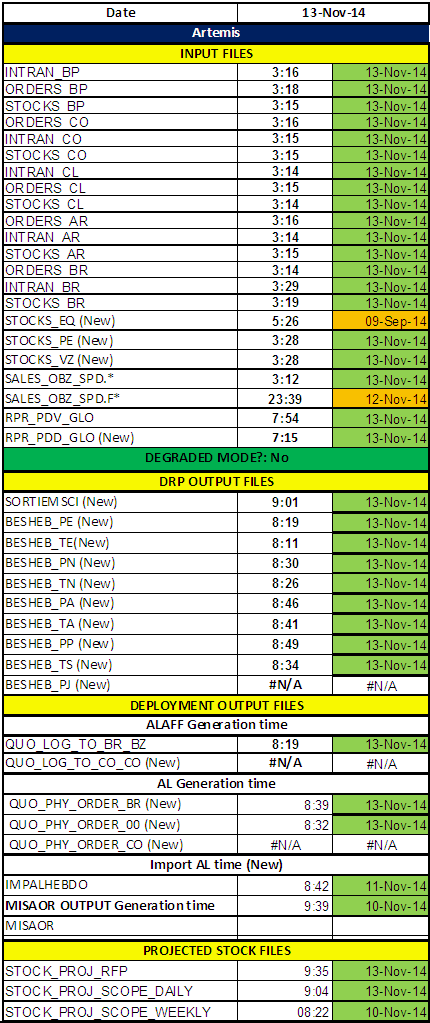 Date 13-Nov-14
Artemis
INPUT FILES
INTRAN_BP 3:16 13-Nov-14
ORDERS_BP 3:18 13-Nov-14
STOCKS_BP 3:15 13-Nov-14
ORDERS_CO 3:16 13-Nov-14
INTRAN_CO 3:15 13-Nov-14
STOCKS_CO 3:15 13-Nov-14
INTRAN_CL 3:14 13-Nov-14
ORDERS_CL 3:15 13-Nov-14
STOCKS_CL 3:14 13-Nov-14
ORDERS_AR 3:16 13-Nov-14
INTRAN_AR 3:14 13-Nov-14
STOCKS_AR 3:15 13-Nov-14
ORDERS_BR 3:14 13-Nov-14
INTRAN_BR 3:29 13-Nov-14
STOCKS_BR 3:19 13-Nov-14
STOCKS_EQ (New) 5:26 09-Sep-14
STOCKS_PE (New) 3:28 13-Nov-14
STOCKS_VZ (New) 3:28 13-Nov-14
SALES_OBZ_SPD.* 3:12 13-Nov-14
SALES_OBZ_SPD.F* 23:39 12-Nov-14
RPR_PDV_GLO 7:54 13-Nov-14
RPR_PDD_GLO (New) 7:15 13-Nov-14
DEGRADED MODE?: No
DRP OUTPUT FILES
SORTIEMSCI (New) 9:01 13-Nov-14
BESHEB_PE (New) 8:19 13-Nov-14
BESHEB_TE(New) 8:11 13-Nov-14
BESHEB_PN (New) 8:30 13-Nov-14
BESHEB_TN (New) 8:26 13-Nov-14
BESHEB_PA (New) 8:46 13-Nov-14
BESHEB_TA (New) 8:41 13-Nov-14
BESHEB_PP (New) 8:49 13-Nov-14
BESHEB_TS (New) 8:34 13-Nov-14
BESHEB_PJ (New) #N/A #N/A
DEPLOYMENT OUTPUT FILES
ALAFF Generation time
QUO_LOG_TO_BR_BZ 8:19 13-Nov-14
QUO_LOG_TO_CO_CO (New) #N/A #N/A
AL Generation time
QUO_PHY_ORDER_BR (New) 8:39 13-Nov-14
QUO_PHY_ORDER_00 (New) 8:32 13-Nov-14
QUO_PHY_ORDER_CO (New) #N/A #N/A
Import AL time (New)
IMPALHEBDO 8:42 11-Nov-14
MISAOR OUTPUT Generation time 9:39 10-Nov-14
MISAOR
PROJECTED STOCK FILES
STOCK_PROJ_RFP 9:35 13-Nov-14
STOCK_PROJ_SCOPE_DAILY 9:04 13-Nov-14
STOCK_PROJ_SCOPE_WEEKLY 08:22 10-Nov-14